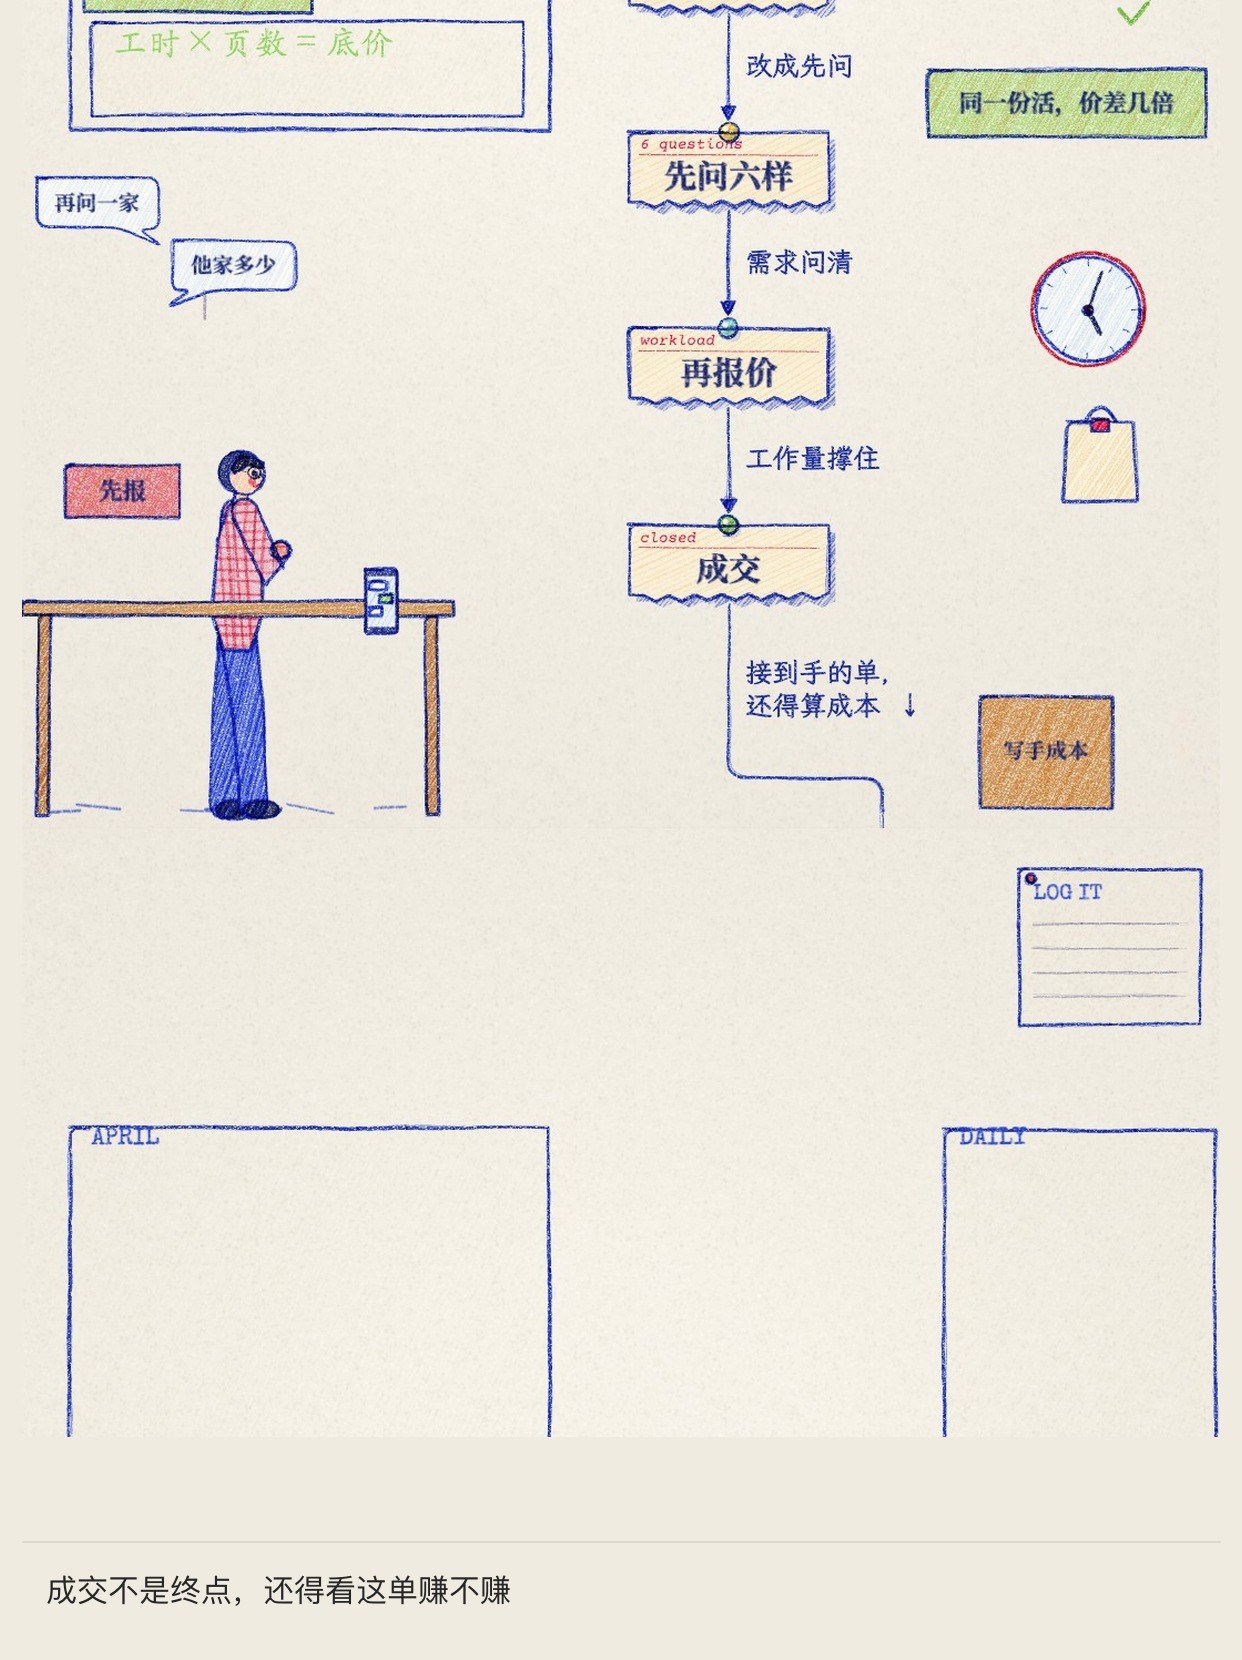 工时×页数=底价
改成先问
同一份活，价差几倍
6 questions
先问六样
再问一家
他家多少
需求问清
workload
再报价
工作量撑住
先报
closed
成交
接到手的单，
还得算成本 ↓
写手成本
LOG IT
APRIL
DAILY
成交不是终点，还得看这单赚不赚